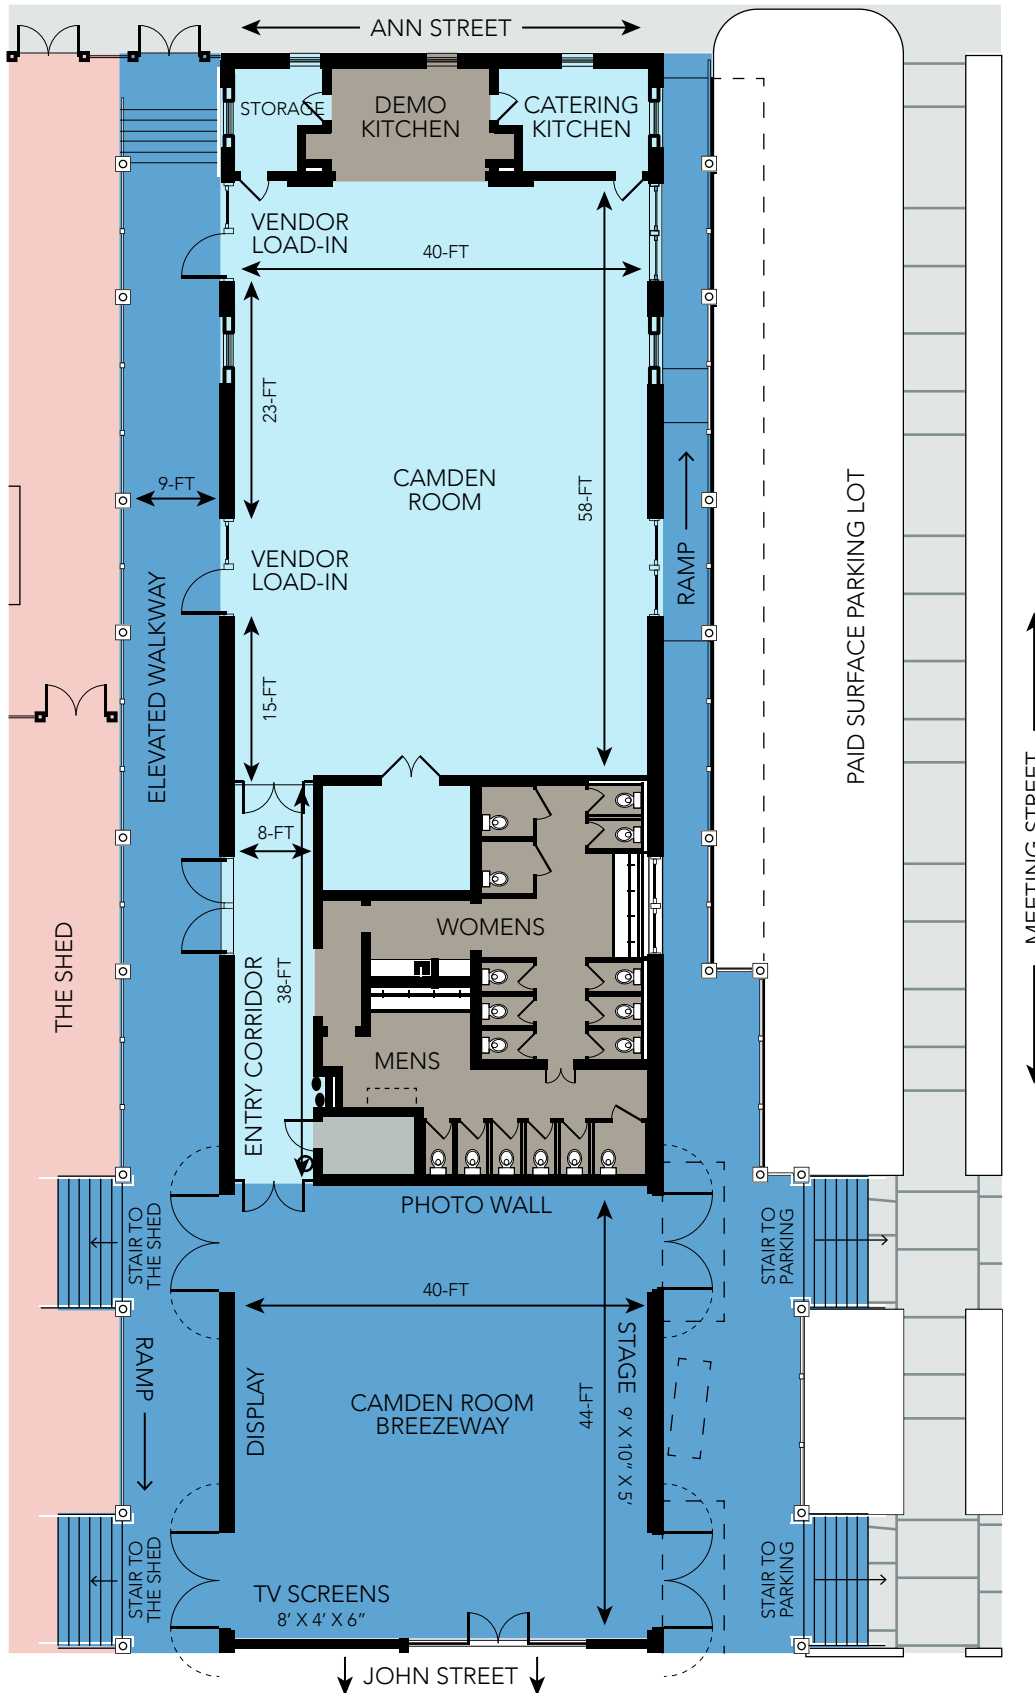 ANN STREET
STORAGE
DEMO
KITCHEN
CATERING
KITCHEN
VENDOR
LOAD-IN
40-FT
23-FT
58-FT
CAMDEN
ROOM
9-FT
VENDOR
LOAD-IN
RAMP
ELEVATED WALKWAY
15-FT
PAID SURFACE PARKING LOT
MEETING STREET
8-FT
THE SHED
WOMENS
38-FT
ENTRY CORRIDOR
MENS
PHOTO WALL
STAIR TO
THE SHED
STAIR TO
PARKING
40-FT
RAMP
DISPLAY
CAMDEN ROOM
BREEZEWAY
44-FT
STAGE 9' X 10" X 5'
STAIR TO
THE SHED
STAIR TO
PARKING
TV SCREENS
8' X 4' X 6"
JOHN STREET